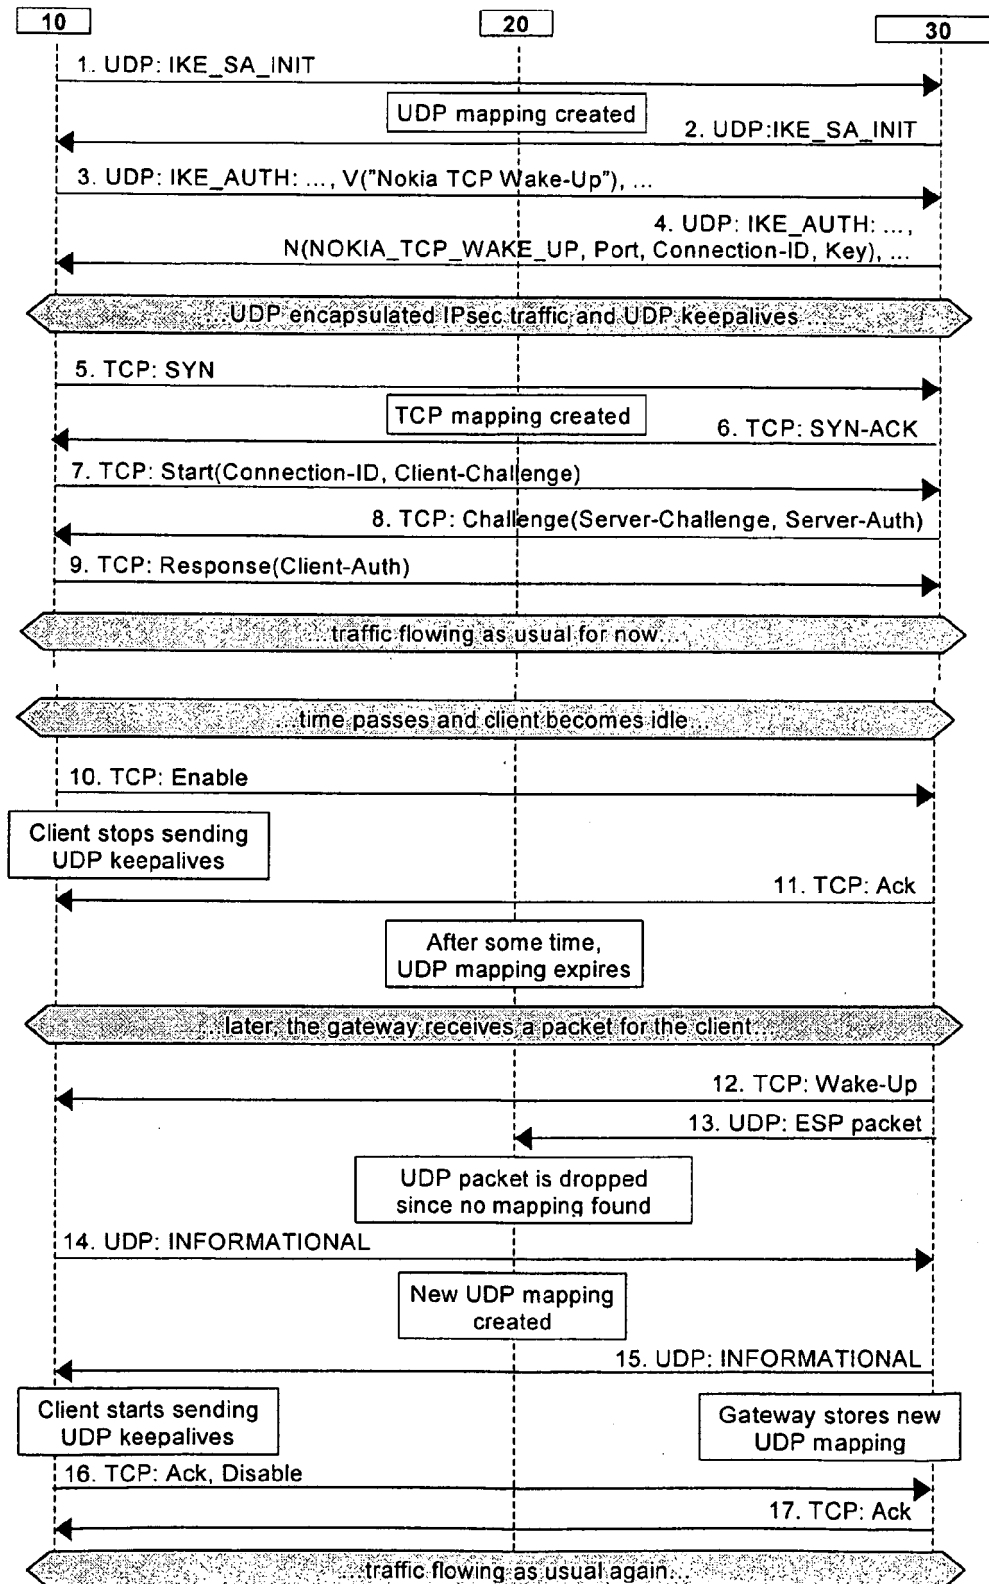 10
20
30
1. UDP: IKE_SA_INIT
UDP mapping created
2. UDP:IKE_SA_INIT
3. UDP: IKE_AUTH: ..., V("Nokia TCP Wake-Up"), ...
4. UDP: IKE_AUTH: ...,
N(NOKIA_TCP_WAKE_UP, Port, Connection-ID, Key), ...
...UDP encapsulated IPsec traffic and UDP keepalives ...
5. TCP: SYN
TCP mapping created
6. TCP: SYN-ACK
7. TCP: Start(Connection-ID, Client-Challenge)
8. TCP: Challenge(Server-Challenge, Server-Auth)
9. TCP: Response(Client-Auth)
...traffic flowing as usual for now...
...time passes and client becomes idle...
10. TCP: Enable
Client stops sending
UDP keepalives
11. TCP: Ack
After some time,
UDP mapping expires
...later, the gateway receives a packet for the client...
12. TCP: Wake-Up
13. UDP: ESP packet
UDP packet is dropped
since no mapping found
14. UDP: INFORMATIONAL
New UDP mapping
created
15. UDP: INFORMATIONAL
Client starts sending
UDP keepalives
Gateway stores new
UDP mapping
16. TCP: Ack, Disable
17. TCP: Ack
...traffic flowing as usual again...